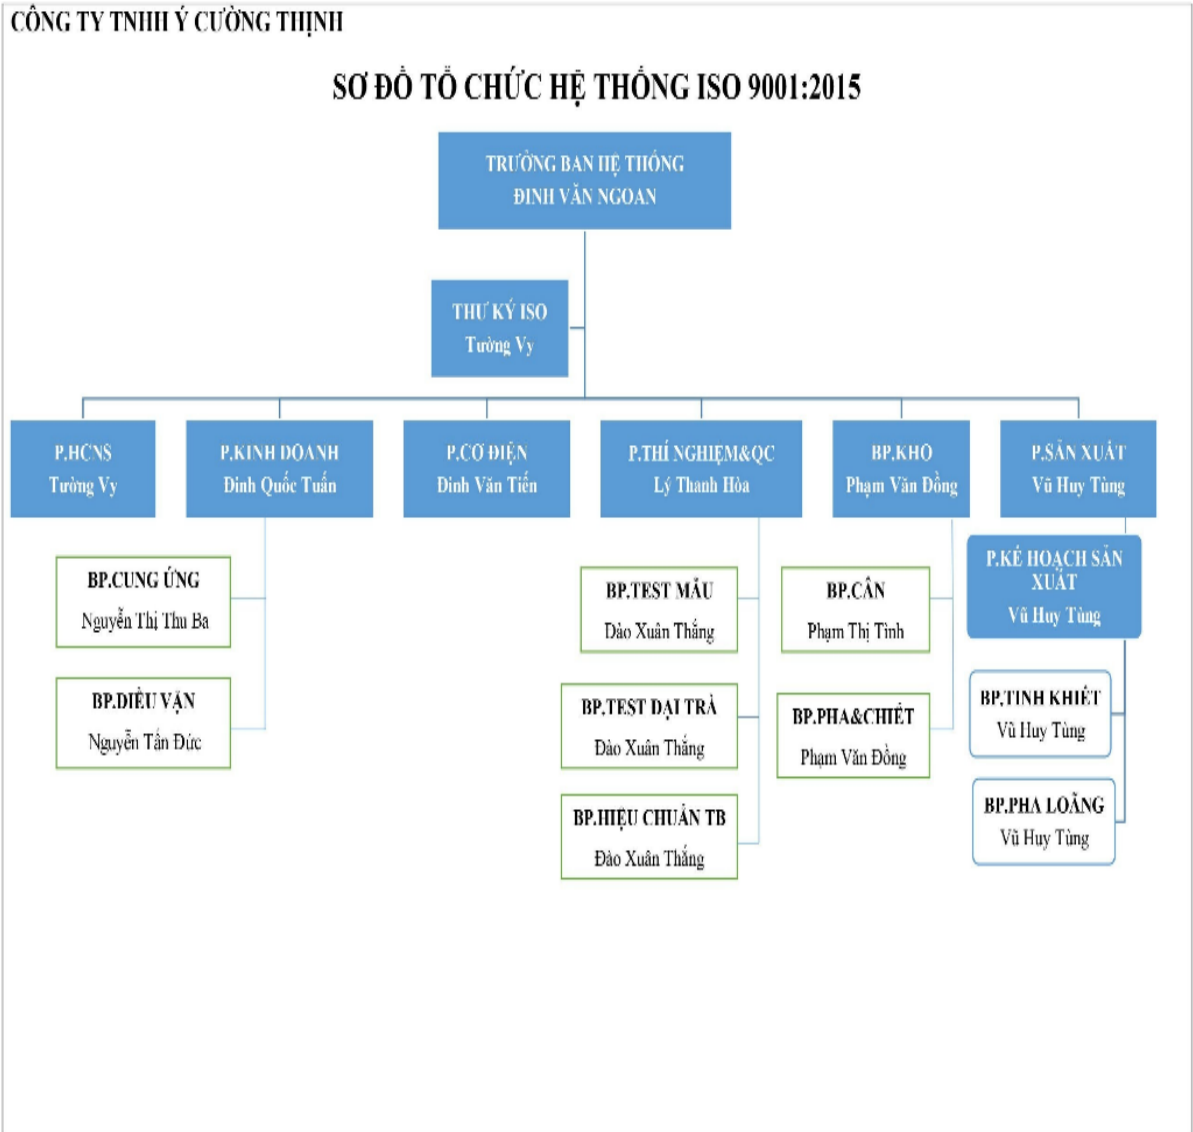 CÔNG TY TNHH Ý CƯỜNG THỊNH
SƠ ĐỒ TỔ CHỨC HỆ THỐNG ISO 9001:2015
TRƯỞNG BAN HỆ THỐNG
ĐINH VĂN NGOAN
THƯ KÝ ISO
Tường Vy
P.HCNS
Tường Vy
P.KINH DOANH
Đinh Quốc Tuấn
P.CƠ ĐIỆN
Đinh Văn Tiến
P.THÍ NGHIỆM&QC
Lý Thanh Hòa
BP.KHO
Phạm Văn Đồng
P.SẢN XUẤT
Vũ Huy Tùng
BP.CUNG ỨNG
Nguyễn Thị Thu Ba
BP.ĐIỀU VẬN
Nguyễn Tấn Đức
BP.TEST MẪU
Đào Xuân Thắng
BP.TEST ĐẠI TRÀ
Đào Xuân Thắng
BP.HIỆU CHUẨN TB
Đào Xuân Thắng
BP.CÂN
Phạm Thị Tình
BP.PHA&CHIẾT
Phạm Văn Đồng
P.KẾ HOẠCH SẢN
XUẤT
Vũ Huy Tùng
BP.TINH KHIẾT
Vũ Huy Tùng
BP.PHA LOÃNG
Vũ Huy Tùng